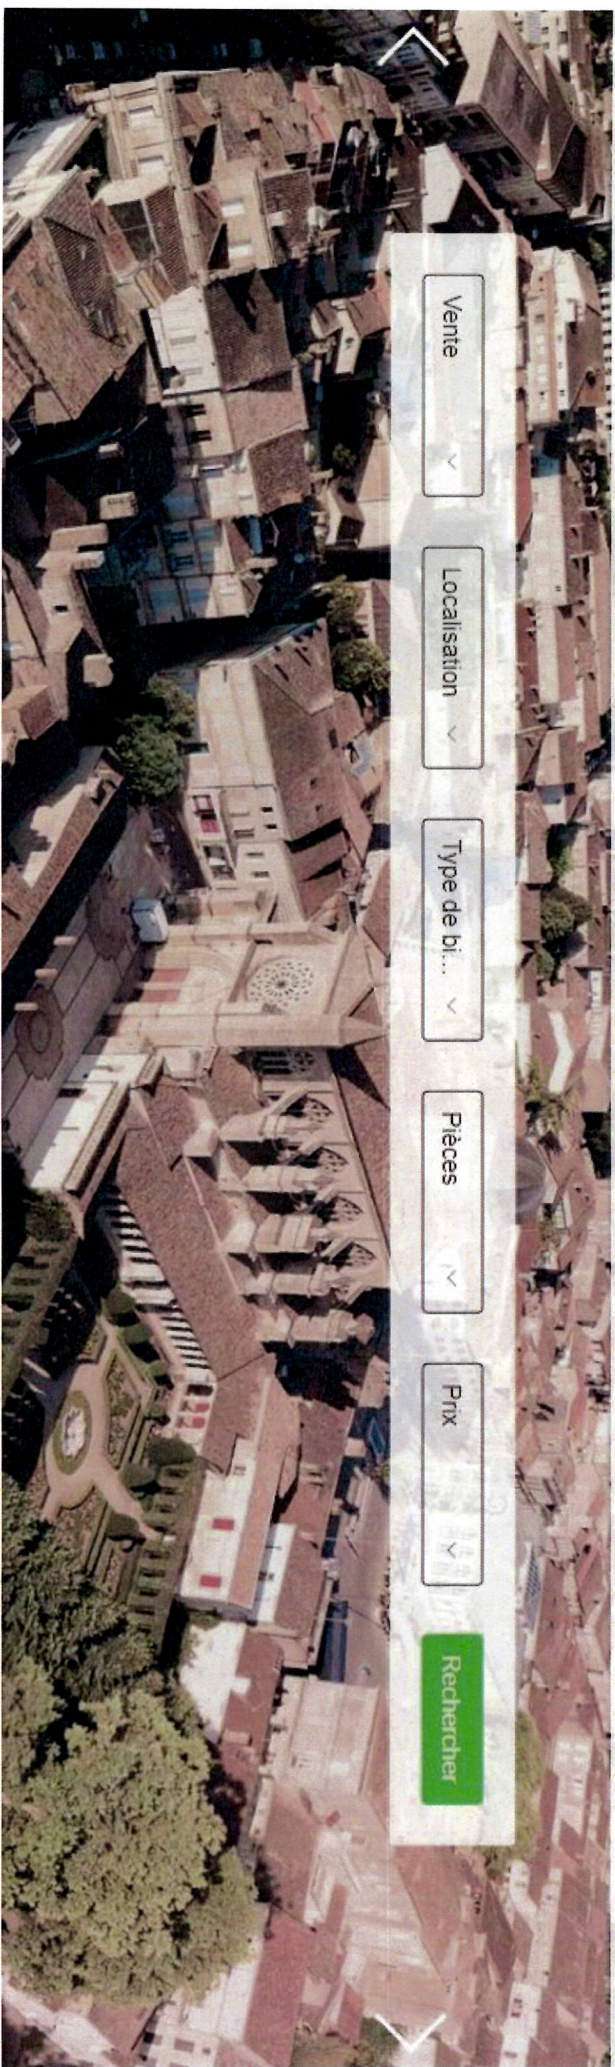 Vente
Localisation
Type de bi...
Pièces
Prix
Rechercher